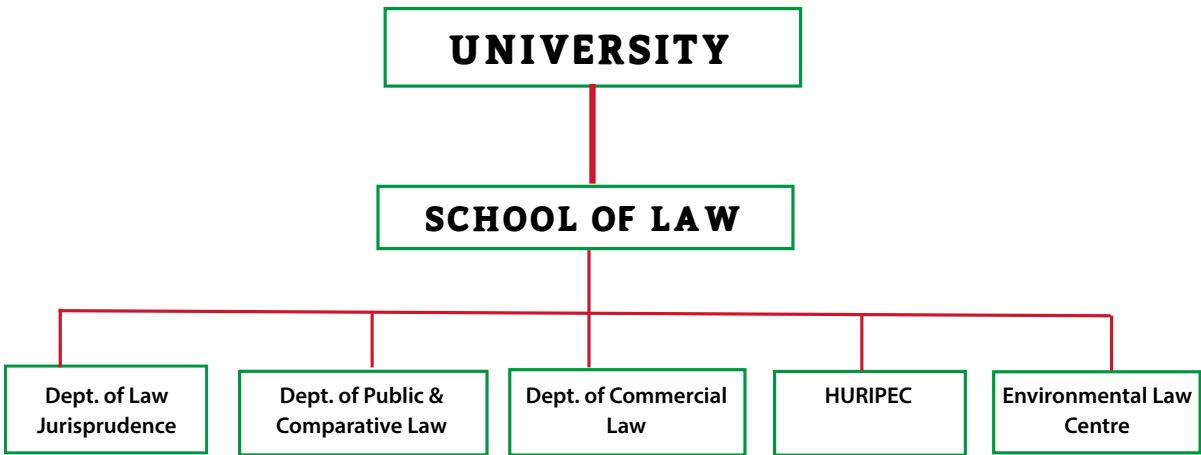 UNIVERSITY
SCHOOL OF LAW
Dept. of Law
Jurisprudence
Dept. of Public &
Comparative Law
Dept. of Commercial
Law
HURIPEC
Environmental Law
Centre